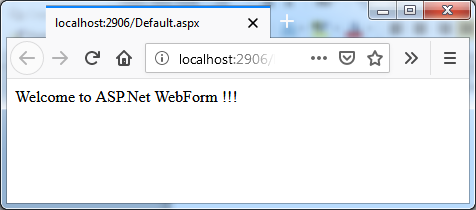 localhost:2906/Default.aspx
localhost:2906/
Welcome to ASP.Net WebForm !!!